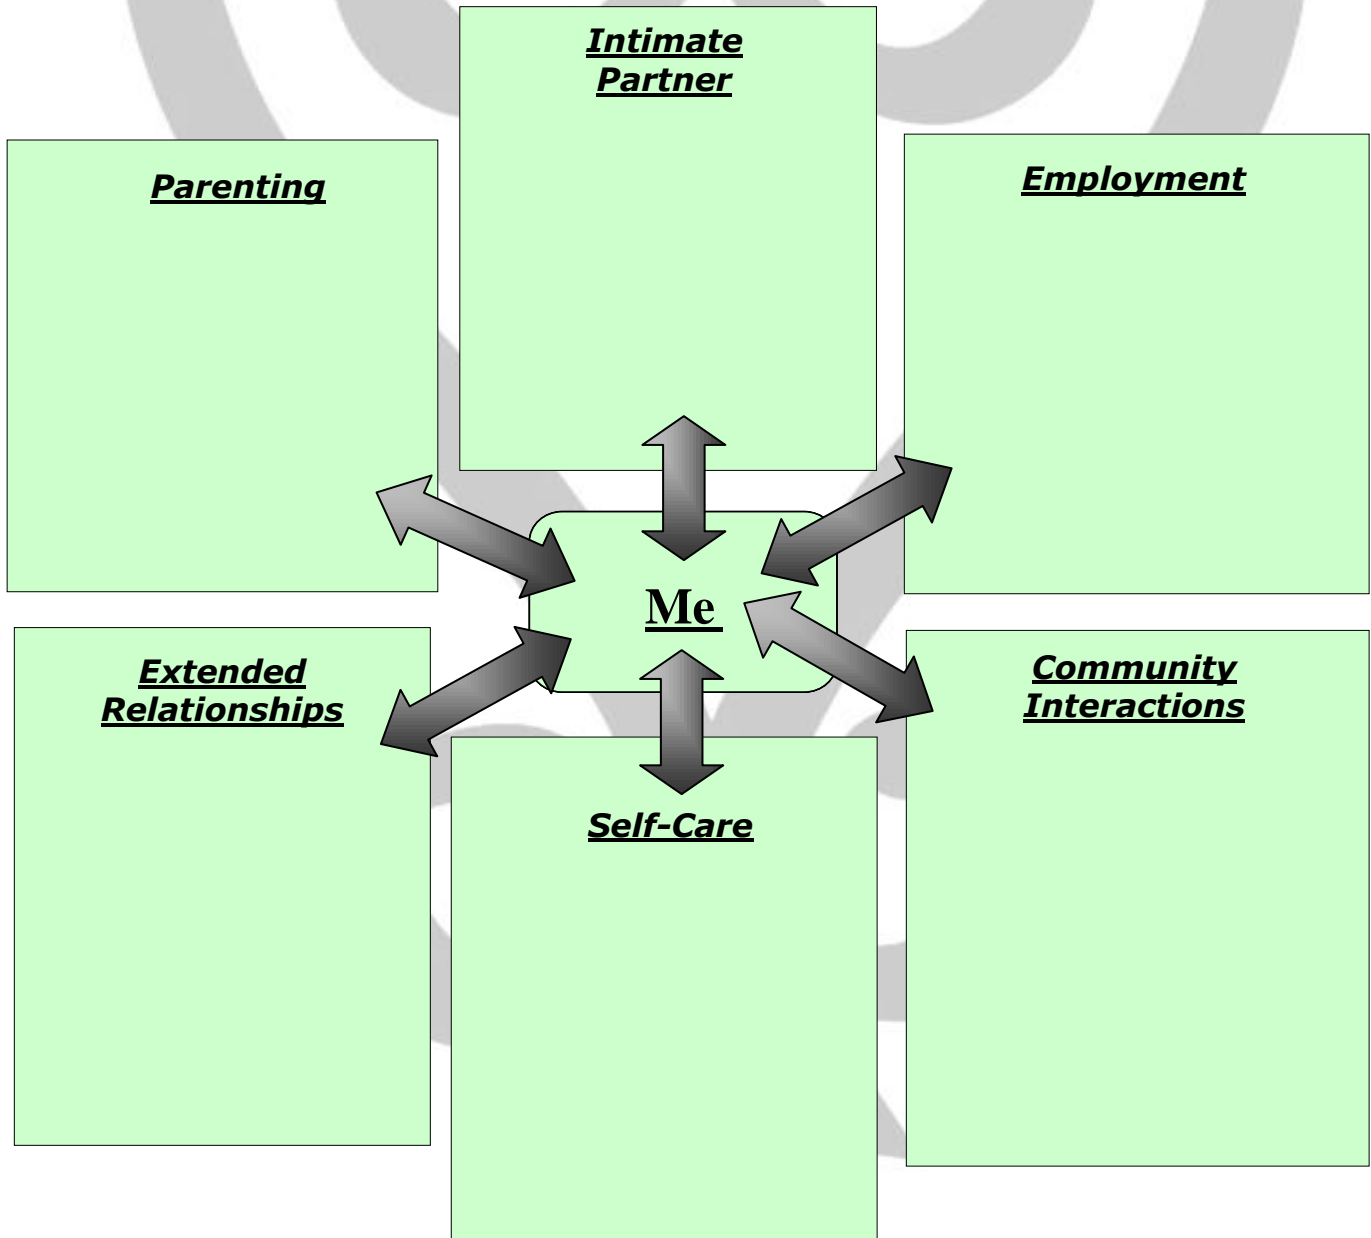 Intimate
Partner
Parenting
Employment
Me
Extended
Relationships
Community
Interactions
Self-Care